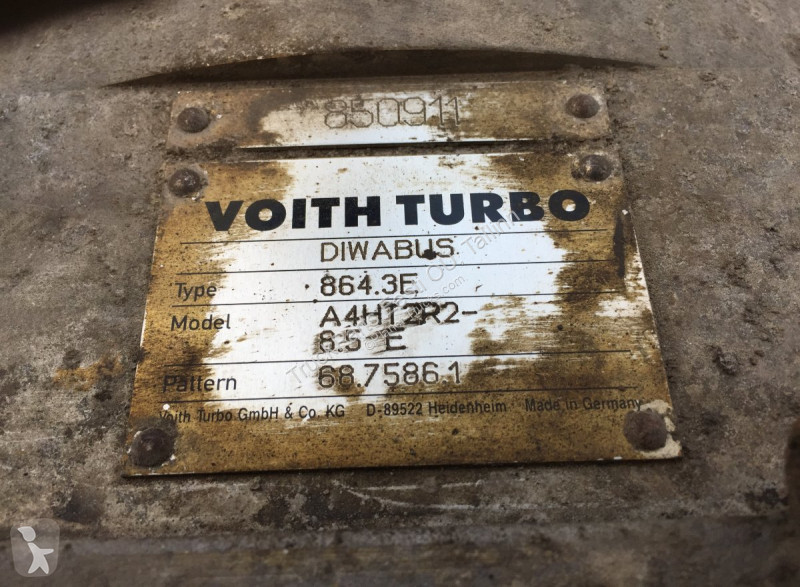 850911
VOITH TURBO
DIWABUS
Type 864.3E
Model A4HTZR2-
8.5 E
Pattern 68.7586.1
Voith Turbo GmbH & Co. KG D-89522 Heidenheim Made in Germany